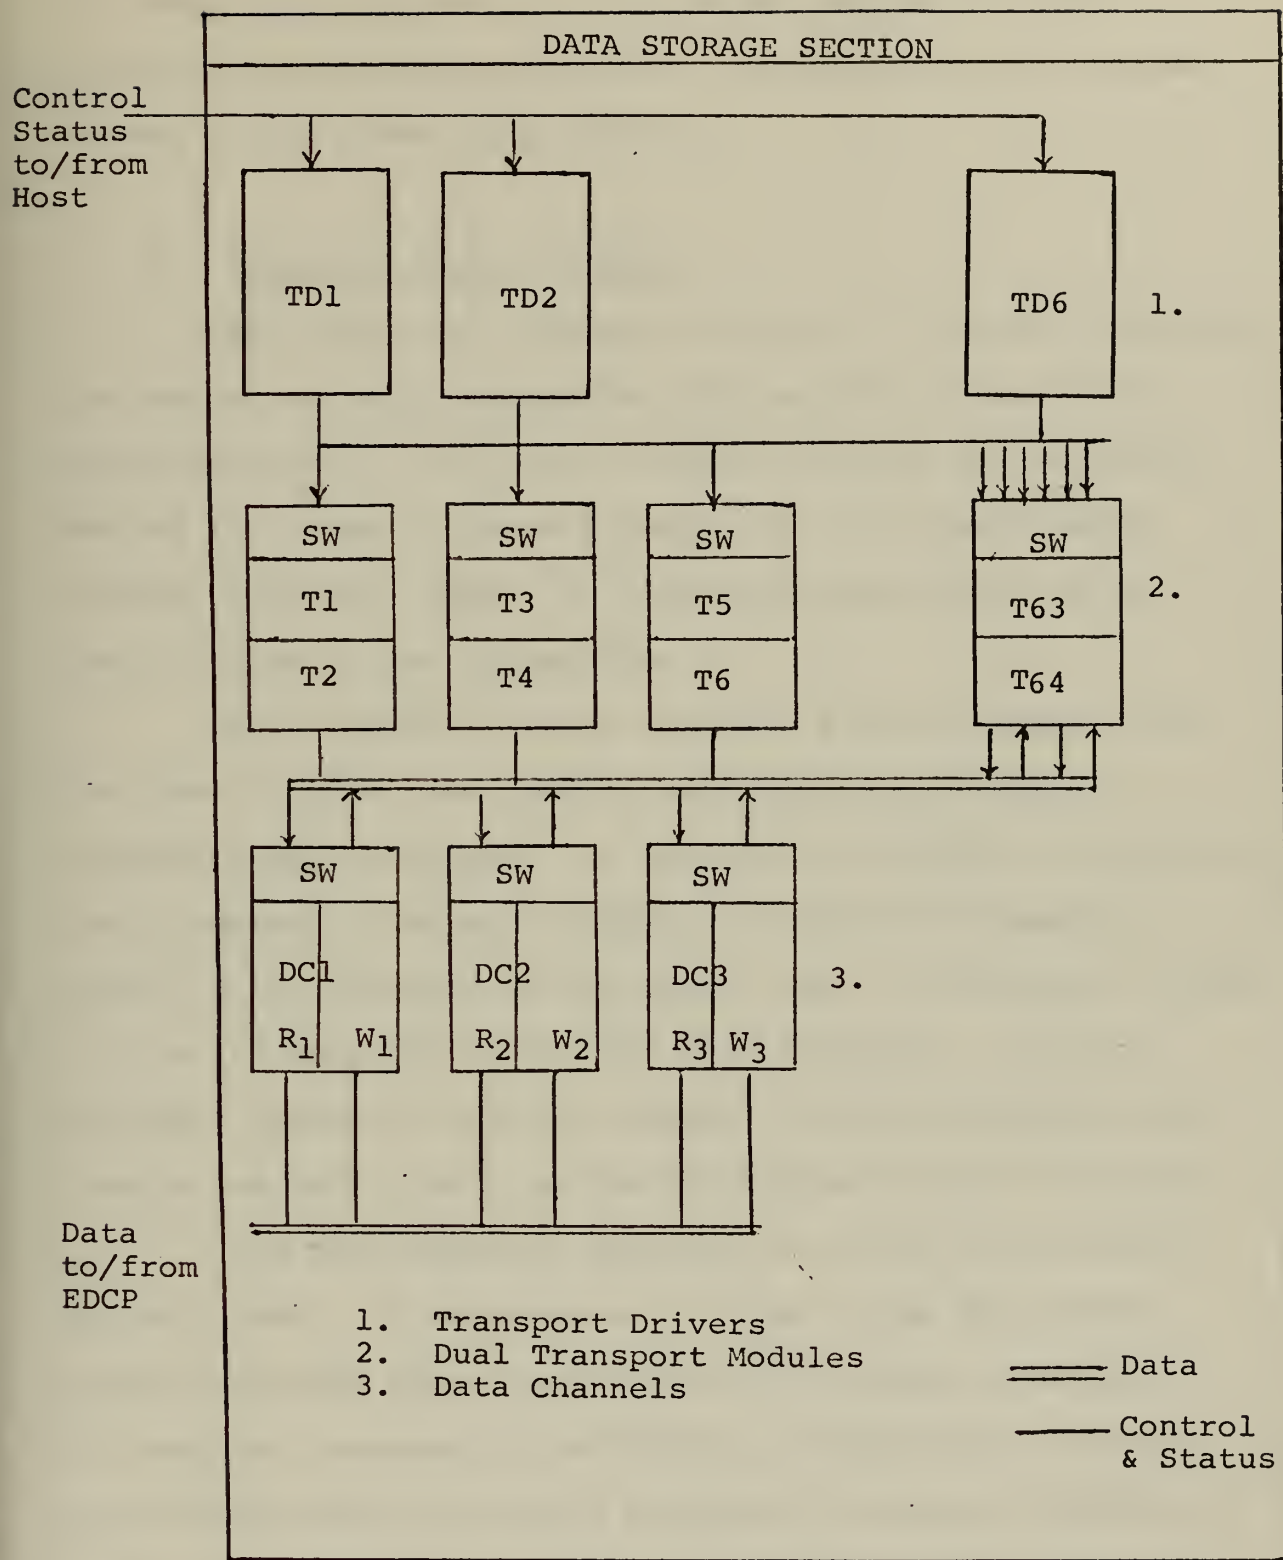 DATA STORAGE SECTION
Control
Status
to/from
Host
TD1
TD2
TD6
1.
SW
SW
SW
SW
T1
T3
T5
T63
2.
T2
T4
T6
T64
SW
SW
SW
DC1
DC2
DC3
3.
R1 W1
R2 W2
R3 W3
Data
to/from
EDCP
1. Transport Drivers
2. Dual Transport Modules
3. Data Channels
Data
Control
& Status